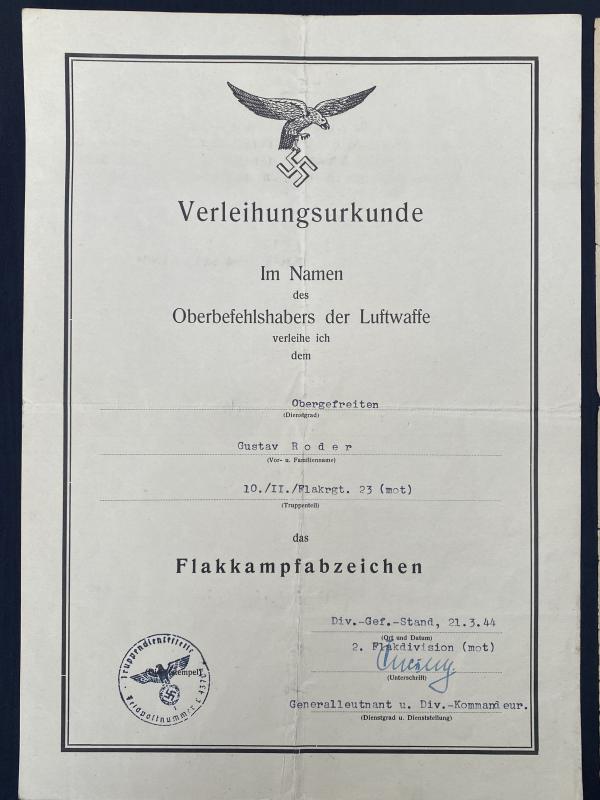 Verleihungsurkunde
Im Namen
des
Oberbefehlshabers der Luftwaffe
verleihe ich
dem
Obergefreiten
(Dienstgrad)
Gustav Roder
(Vor- u. Familienname)
10./II./Flakrgt. 23 (mot)
(Truppenteil)
das
Flakkampfabzeichen
Div.-Gef.-Stand, 21.3.44
(Ort und Datum)
2. Flakdivision (mot)
(Unterschrift)
Generalleutnant u. Div.-Kommandeur.
(Dienstgrad u. Dienststellung)
Truppendienststelle
Feldpostnummer